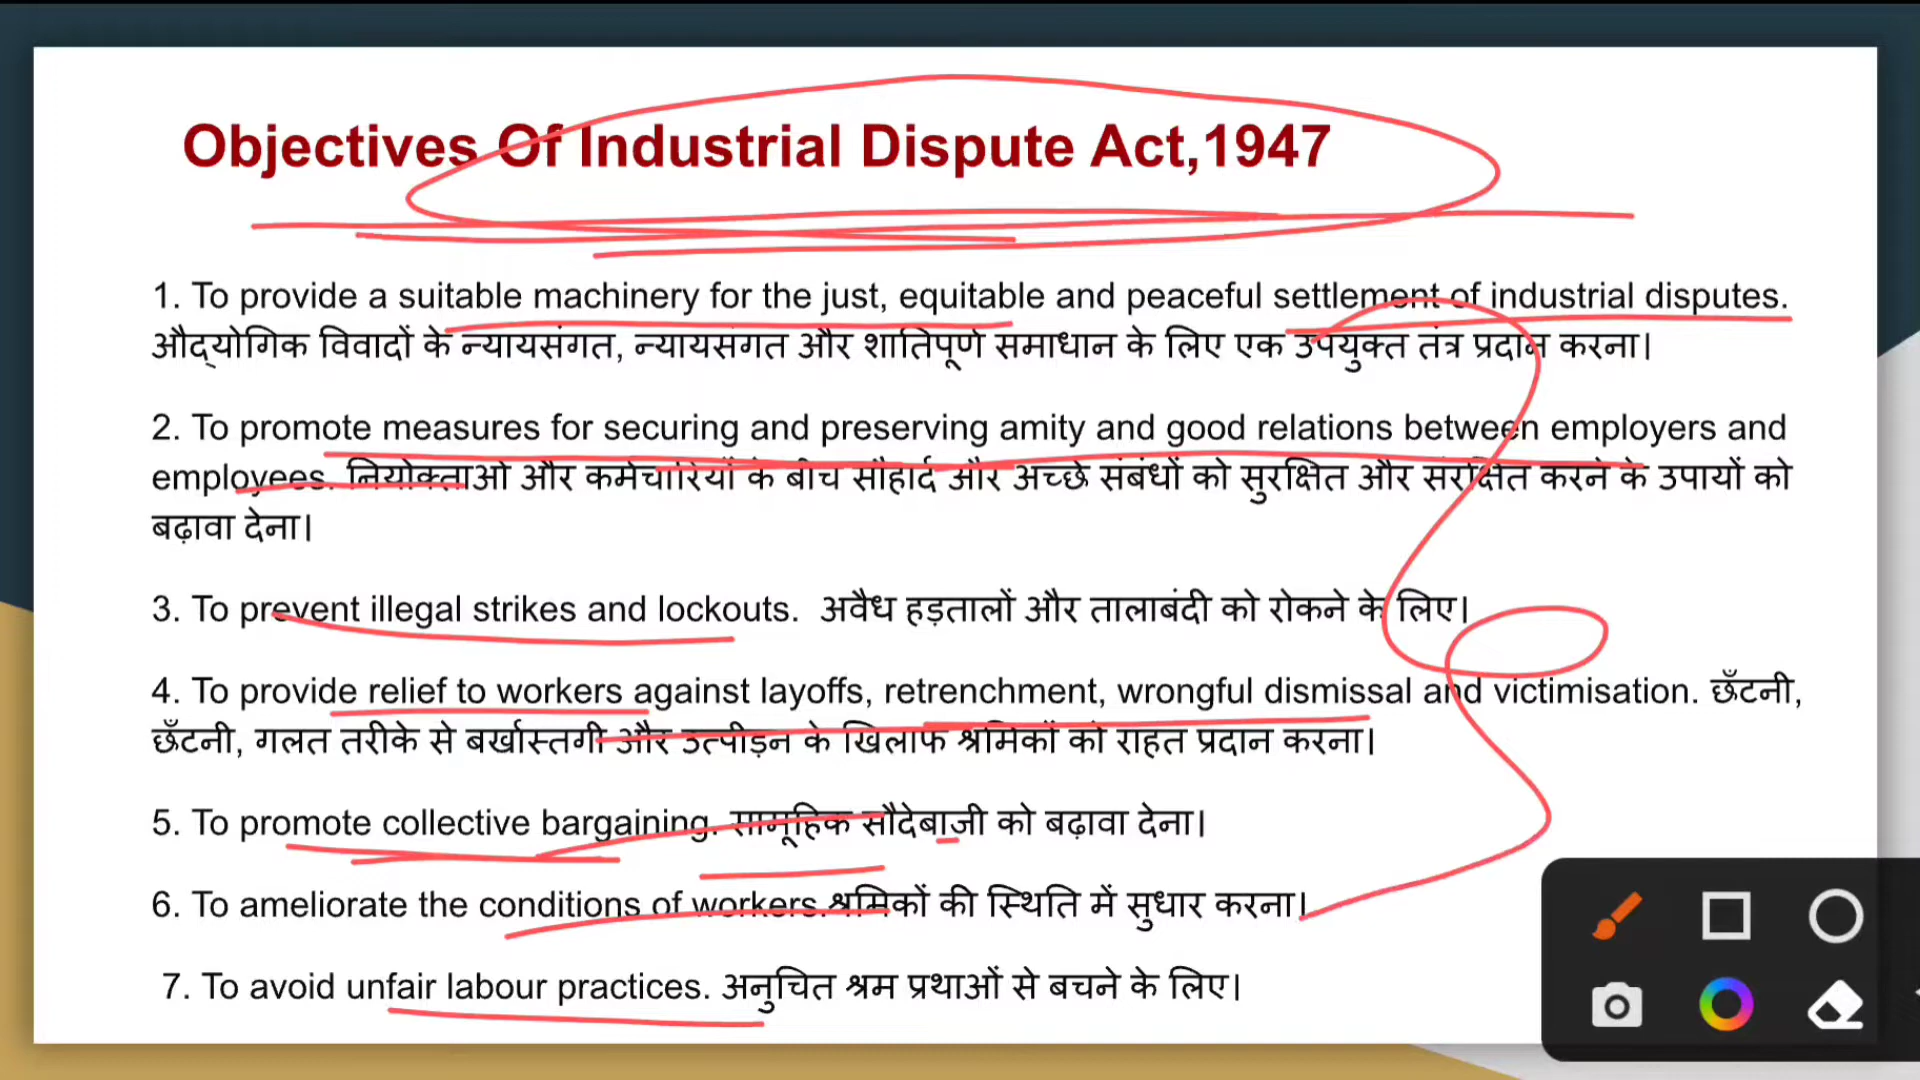 Objectives Of Industrial Dispute Act,1947
1. To provide a suitable machinery for the just, equitable and peaceful settlement of industrial disputes.
औद्‌योगिक विवादों के न्यायसंगत, न्यायसंगत और शांतिपूर्ण समाधान के लिए एक उपयुक्त तंत्र प्रदान करना।
2. To promote measures for securing and preserving amity and good relations between employers and
employees. नियोक्ताओं और कर्मचारियों के बीच सौहार्द और अच्छे संबंधों को सुरक्षित और संरक्षित करने के उपायों को
बढ़ावा देना।
3. To prevent illegal strikes and lockouts. अवैध हड़तालों और तालाबंदी को रोकने के लिए।
4. To provide relief to workers against layoffs, retrenchment, wrongful dismissal and victimisation. छँटनी,
छँटनी, गलत तरीके से बर्खास्तगी और उत्पीड़न के खिलाफ श्रमिकों को राहत प्रदान करना।
5. To promote collective bargaining. सामूहिक सौदेबाजी को बढ़ावा देना।
6. To ameliorate the conditions of workers.श्रमिकों की स्थिति में सुधार करना।
7. To avoid unfair labour practices. अनुचित श्रम प्रथाओं से बचने के लिए।